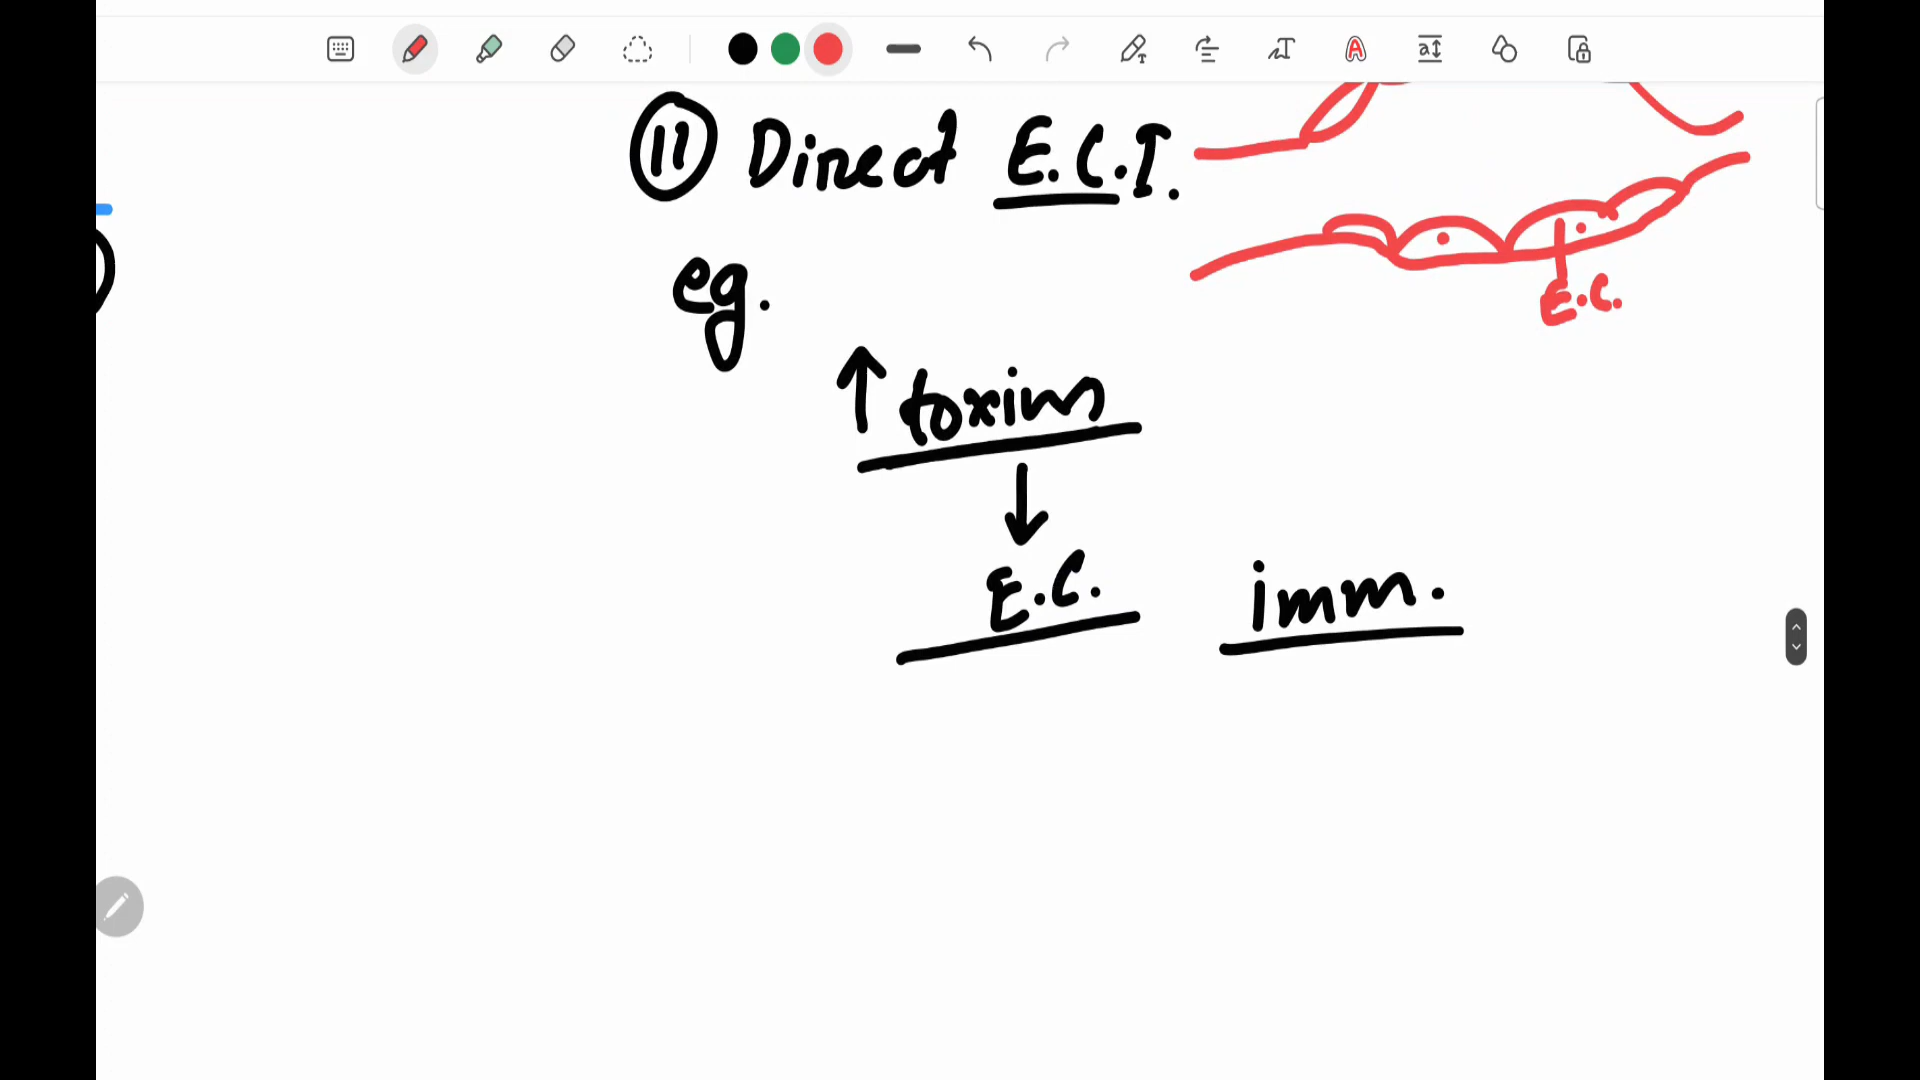 ⑪ Direct E.C.I.
eg.
E.C.
↑ toxins
↓
E.C. imm.